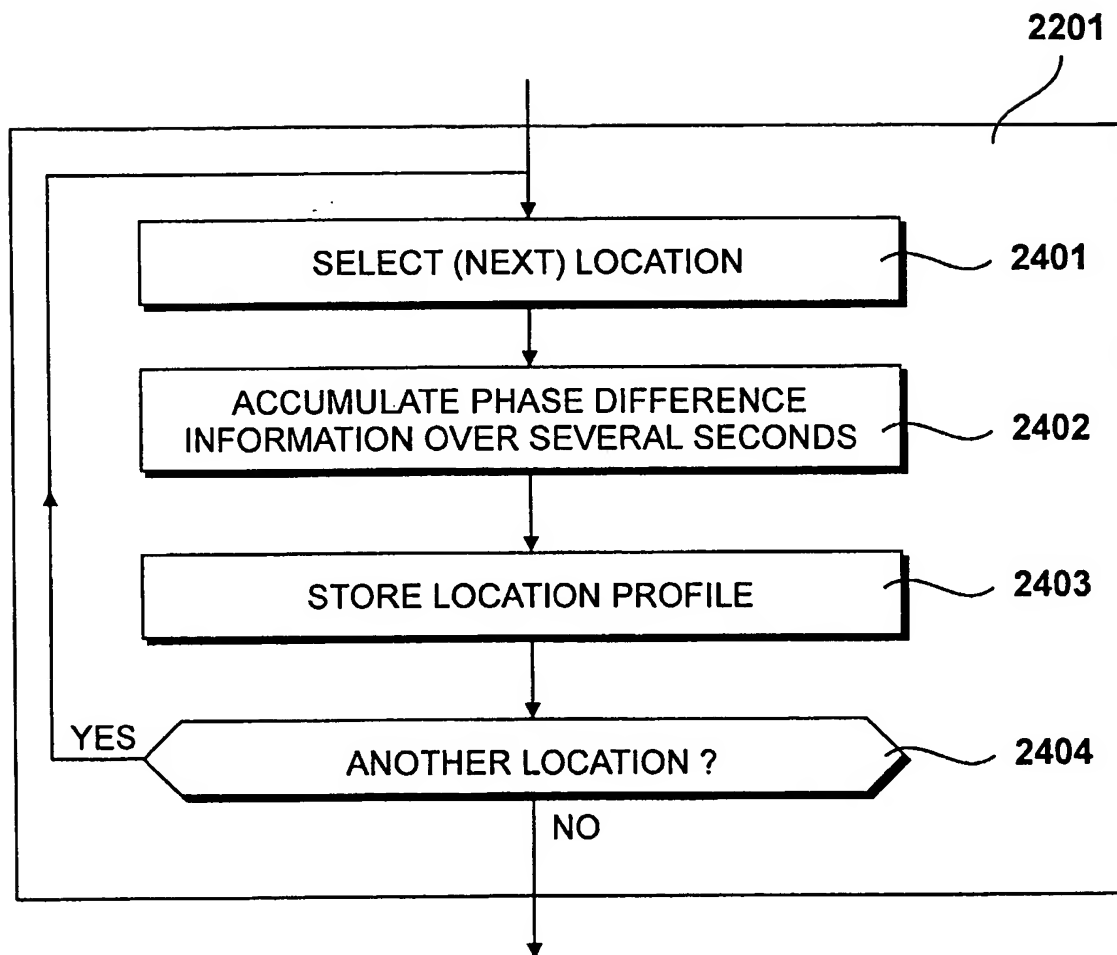 2201
SELECT (NEXT) LOCATION
2401
ACCUMULATE PHASE DIFFERENCE
INFORMATION OVER SEVERAL SECONDS
2402
STORE LOCATION PROFILE
2403
YES
ANOTHER LOCATION ?
2404
NO